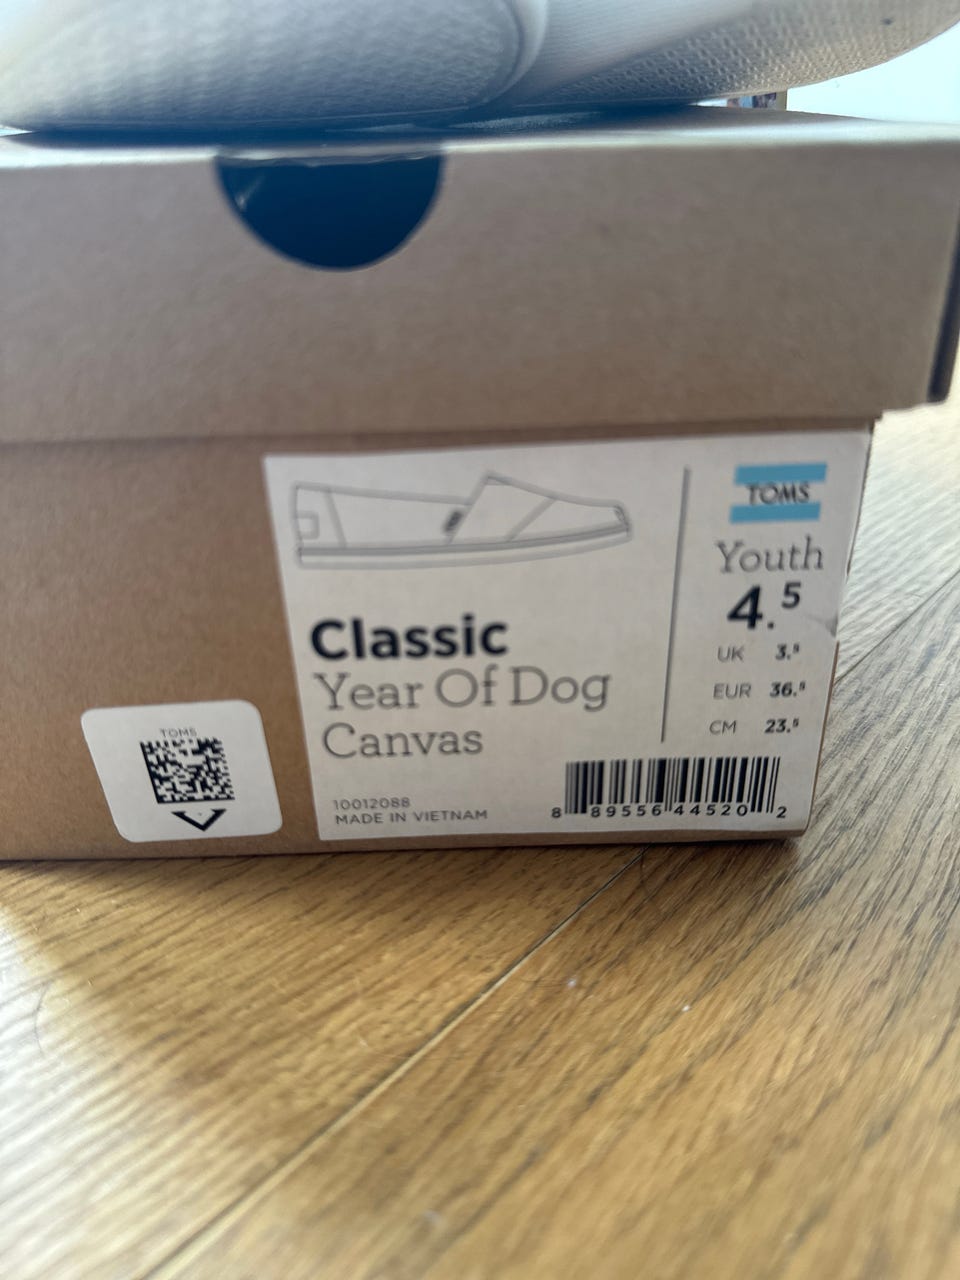 TOMS
Youth
4.5
UK 3.5
EUR 36.5
CM 23.5
Classic
Year Of Dog
Canvas
10012088
MADE IN VIETNAM
8 89556 44520 2
TOMS